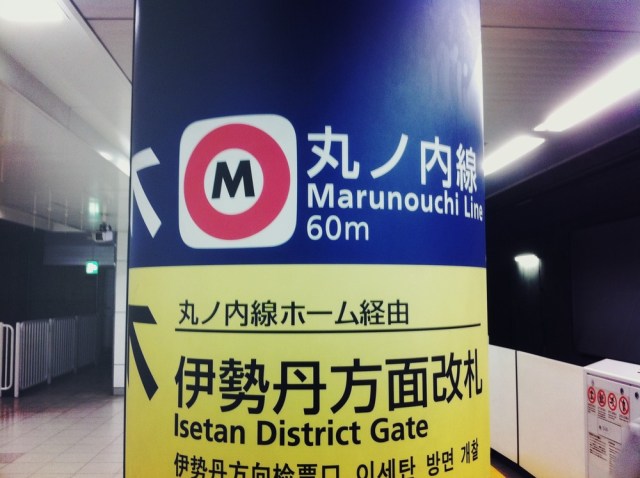 M
丸ノ内線
Marunouchi Line
60m
丸ノ内線ホーム経由
伊勢丹方面改札
Isetan District Gate
伊勢丹方向检票口 이세탄 방면 개찰